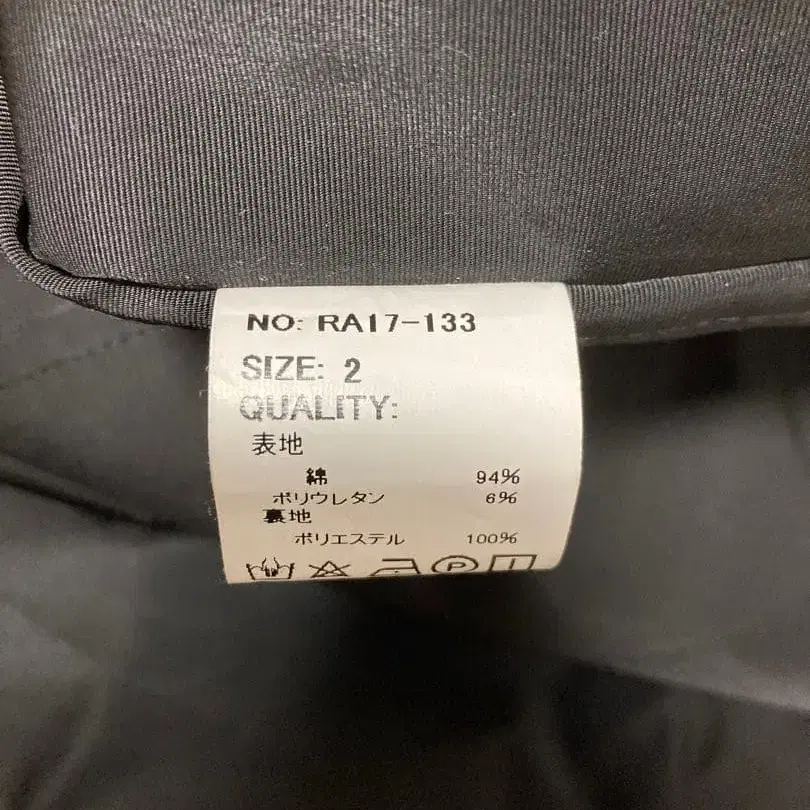 NO: RA17-133
SIZE: 2
QUALITY:
表地
綿 94%
ポリウレタン 6%
裏地
ポリエステル 100%
P